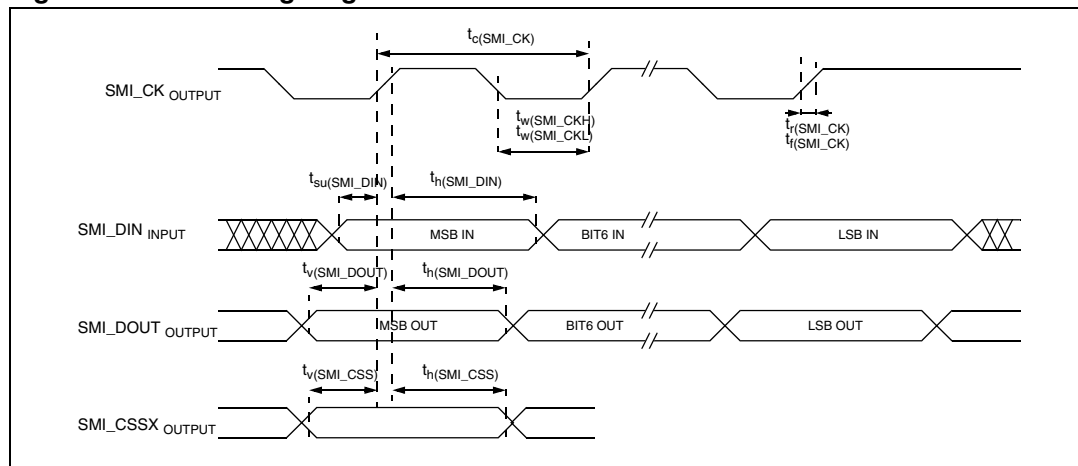 tc(SMI_CK)
SMI_CK OUTPUT
tw(SMI_CKH)
tw(SMI_CKL)
tr(SMI_CK)
tf(SMI_CK)
tsu(SMI_DIN)
th(SMI_DIN)
SMI_DIN INPUT
MSB IN
BIT6 IN
LSB IN
tv(SMI_DOUT)
th(SMI_DOUT)
SMI_DOUT OUTPUT
MSB OUT
BIT6 OUT
LSB OUT
tv(SMI_CSS)
th(SMI_CSS)
SMI_CSSX OUTPUT